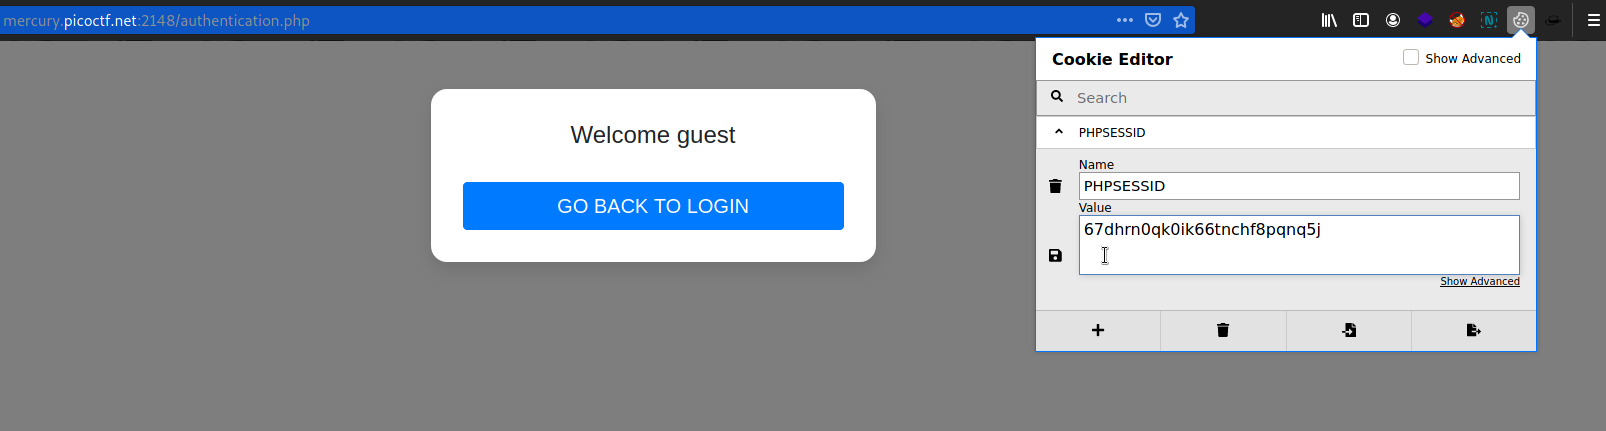 mercury.picoctf.net:2148/authentication.php
Welcome guest
GO BACK TO LOGIN
Cookie Editor
Show Advanced
Search
PHPSESSID
Name
PHPSESSID
Value
67dhrn0qk0ik66tnchf8pqnq5j
Show Advanced